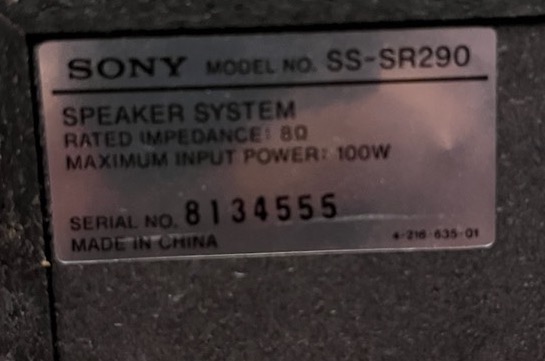 SONY MODEL NO. SS-SR290
SPEAKER SYSTEM
RATED IMPEDANCE: 8Ω
MAXIMUM INPUT POWER: 100W
SERIAL NO. 8134555
MADE IN CHINA 4-216-635-01